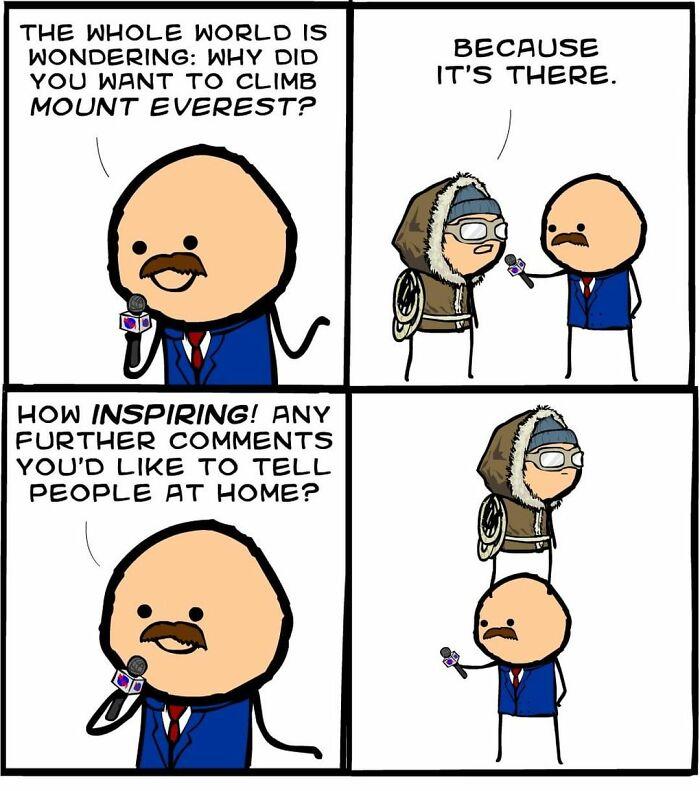 THE WHOLE WORLD IS
WONDERING: WHY DID
YOU WANT TO CLIMB
MOUNT EVEREST?
BECAUSE
IT'S THERE.
HOW INSPIRING! ANY
FURTHER COMMENTS
YOU'D LIKE TO TELL
PEOPLE AT HOME?